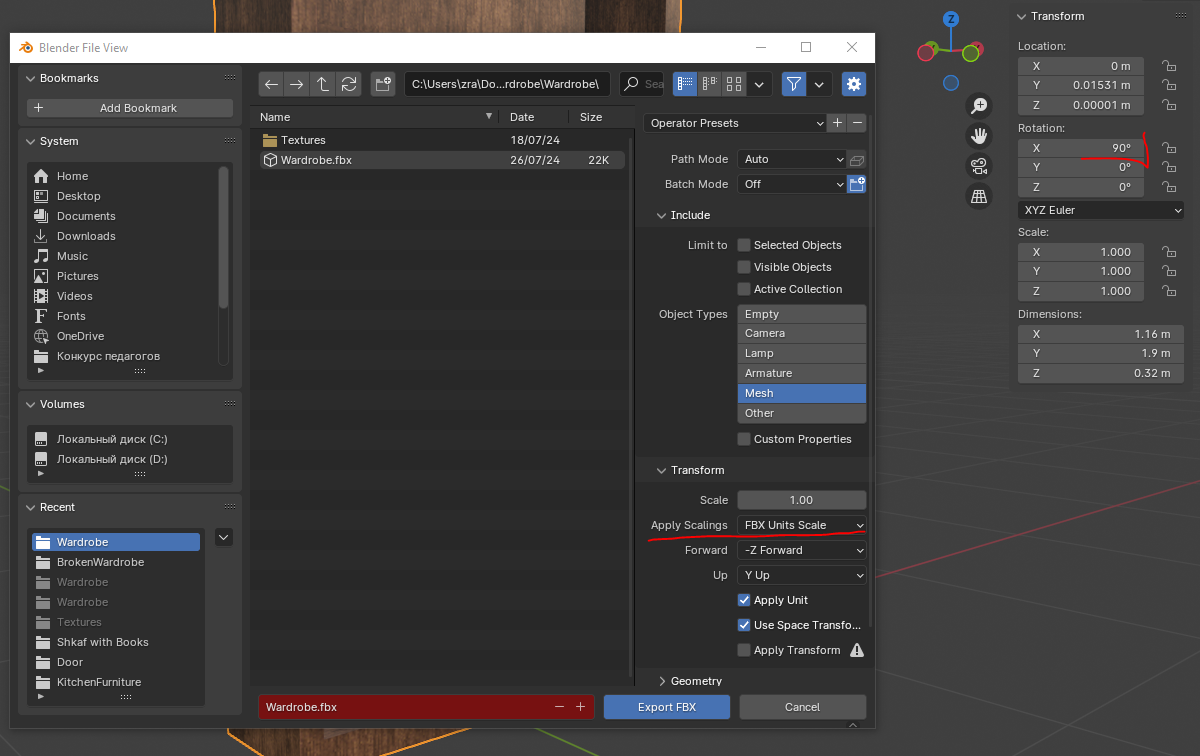 Blender File View
Bookmarks
Add Bookmark
System
Home
Desktop
Documents
Downloads
Music
Pictures
Videos
Fonts
OneDrive
Конкурс педагогов
Volumes
Локальный диск (C:)
Локальный диск (D:)
Recent
Wardrobe
BrokenWardrobe
Wardrobe
Wardrobe
Textures
Shkaf with Books
Door
KitchenFurniture
C:\Users\zra\Do...rdrobe\Wardrobe\
Sea
Name Date Size
Textures 18/07/24
Wardrobe.fbx 26/07/24 22K
Operator Presets
Path Mode Auto
Batch Mode Off
Include
Limit to Selected Objects
Visible Objects
Active Collection
Object Types Empty
Camera
Lamp
Armature
Mesh
Other
Custom Properties
Transform
Scale 1.00
Apply Scalings FBX Units Scale
Forward -Z Forward
Up Y Up
Apply Unit
Use Space Transfo...
Apply Transform
Geometry
Wardrobe.fbx
Export FBX
Cancel
Z
Transform
Location:
X 0 m
Y 0.01531 m
Z 0.00001 m
Rotation:
X 90°
Y 0°
Z 0°
XYZ Euler
Scale:
X 1.000
Y 1.000
Z 1.000
Dimensions:
X 1.16 m
Y 1.9 m
Z 0.32 m